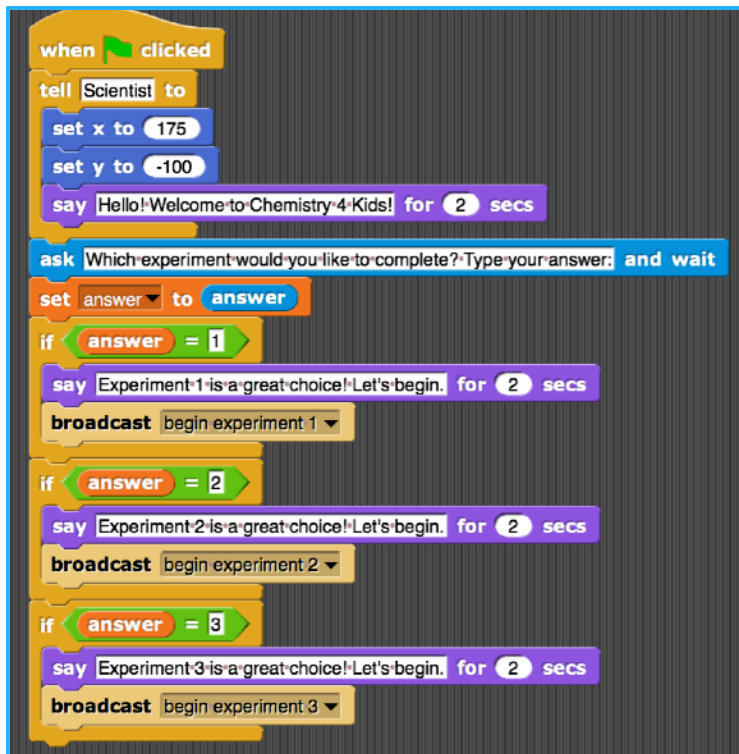 when clicked
tell Scientist to
set x to 175
set y to -100
say Hello! Welcome to Chemistry 4 Kids! for 2 secs
ask Which experiment would you like to complete? Type your answer: and wait
set answer to answer
if answer = 1
say Experiment 1 is a great choice! Let's begin. for 2 secs
broadcast begin experiment 1
if answer = 2
say Experiment 2 is a great choice! Let's begin. for 2 secs
broadcast begin experiment 2
if answer = 3
say Experiment 3 is a great choice! Let's begin. for 2 secs
broadcast begin experiment 3